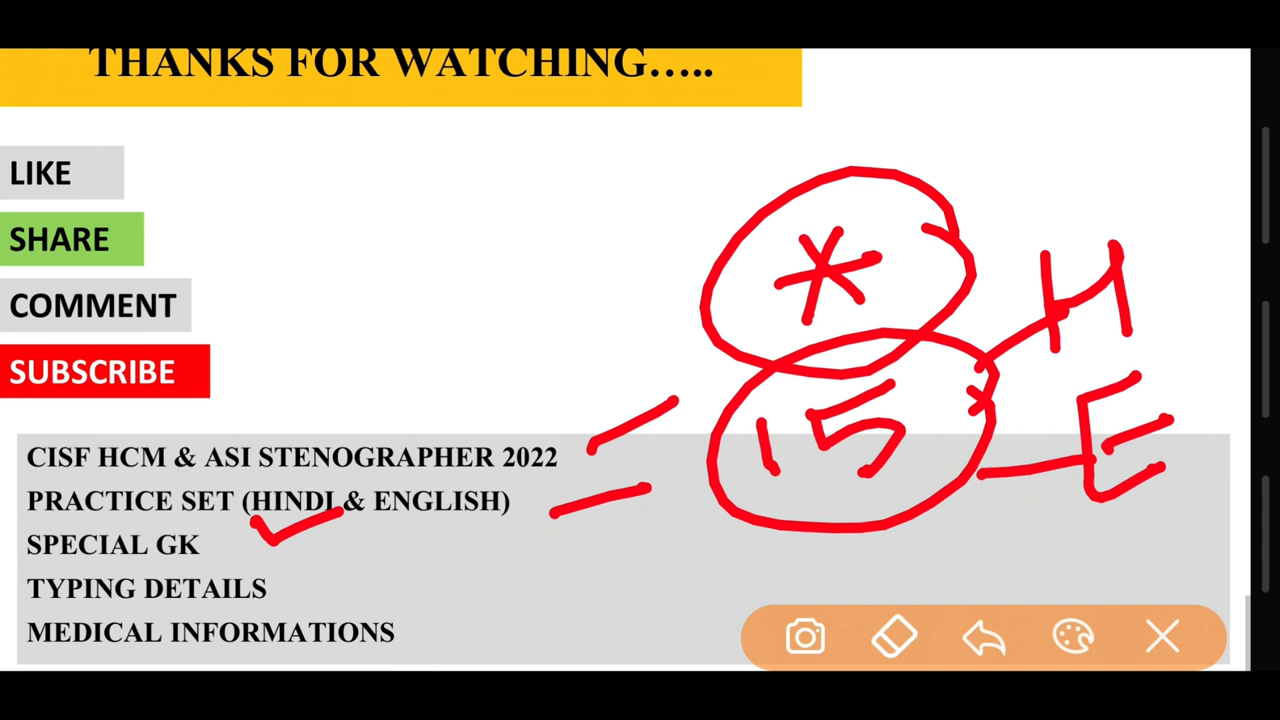 THANKS FOR WATCHING…..
LIKE
SHARE
COMMENT
SUBSCRIBE
* H
15 E
CISF HCM & ASI STENOGRAPHER 2022
PRACTICE SET (HINDI & ENGLISH)
SPECIAL GK
TYPING DETAILS
MEDICAL INFORMATIONS